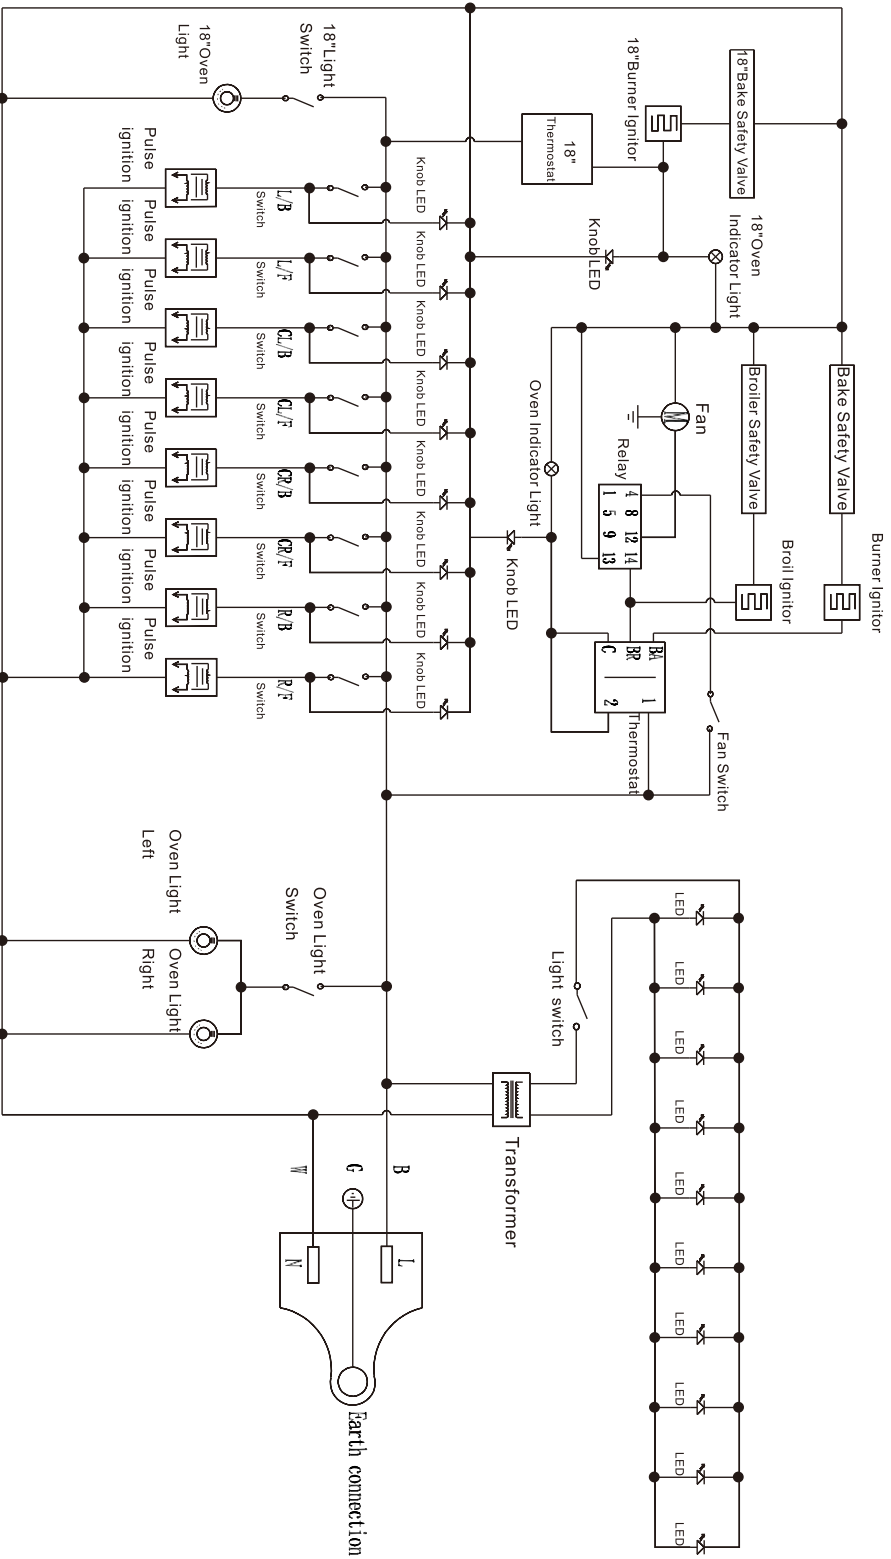 Burner Ignitor
Bake Safety Valve
Broil Ignitor
Broiler Safety Valve
18"Bake Safety Valve
18"Oven
Indicator Light
18"Burner Ignitor
18"
Thermostat
Knob LED
Fan
Relay
4 8 12 14
1 5 9 13
Oven Indicator Light
Knob LED
BA
BR
C
1
2
Thermostat
Fan Switch
LED
LED
LED
LED
LED
LED
LED
LED
LED
LED
Light switch
Transformer
Knob LED
Knob LED
Knob LED
Knob LED
Knob LED
Knob LED
Knob LED
Knob LED
18"Light
Switch
18"Oven
Light
L/B
Switch
L/F
Switch
CL/B
Switch
CL/F
Switch
CR/B
Switch
CR/F
Switch
R/B
Switch
R/F
Switch
Pulse
ignition
Pulse
ignition
Pulse
ignition
Pulse
ignition
Pulse
ignition
Pulse
ignition
Pulse
ignition
Pulse
ignition
Oven Light
Switch
Oven Light
Left
Oven Light
Right
B
G
W
L
N
Earth connection